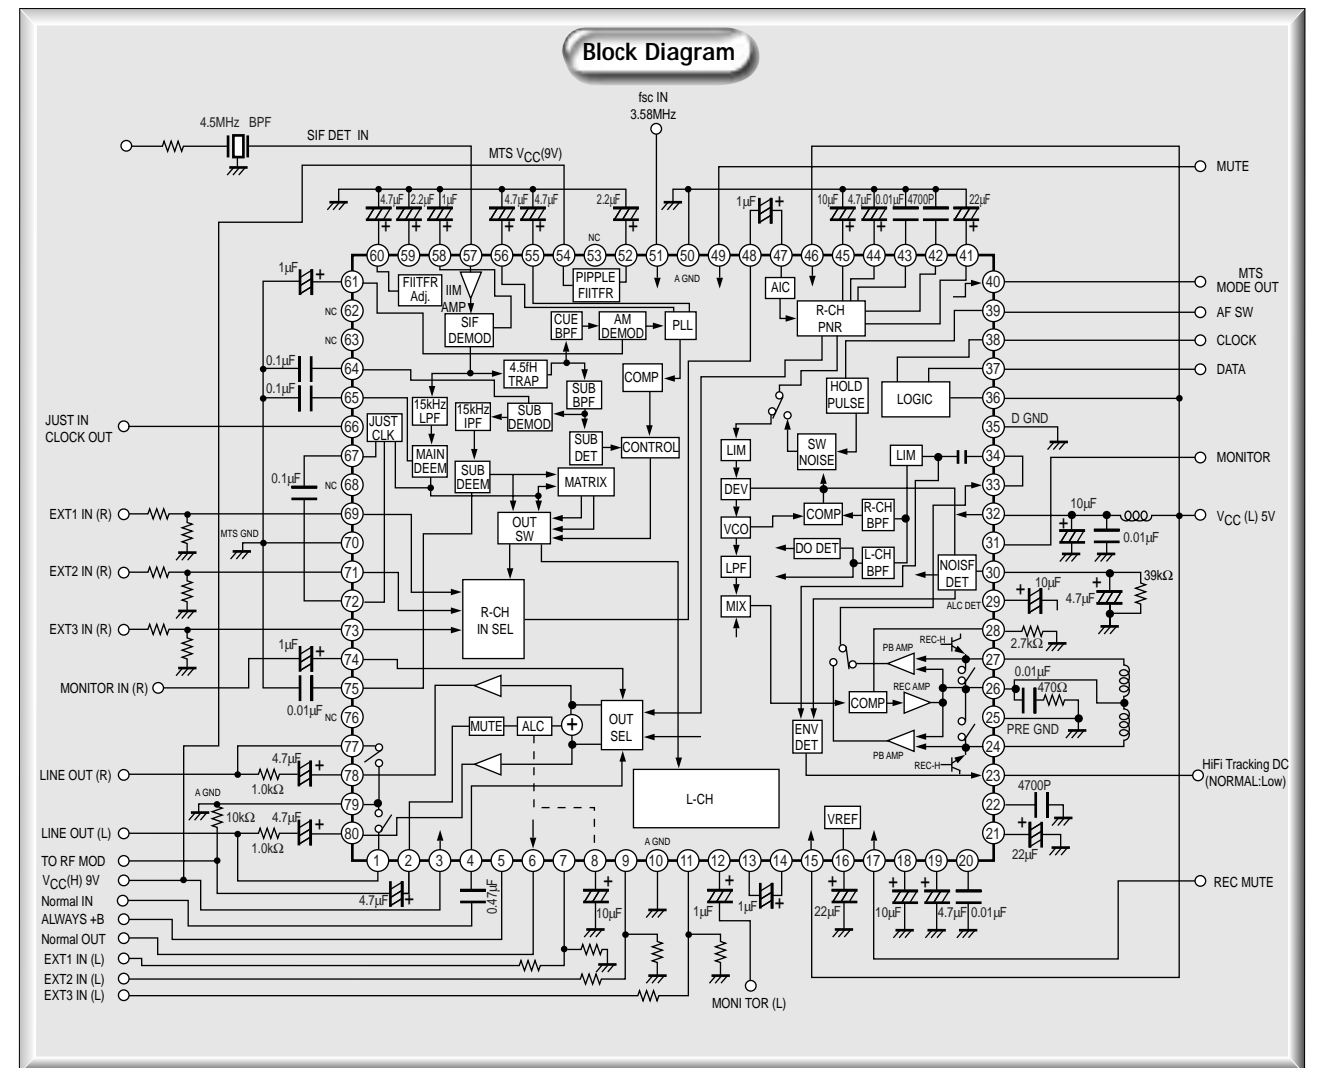 Block Diagram
fsc IN
3.58MHz
4.5MHz BPF
SIF DET IN
MTS VCC(9V)
MUTE
4.7µF
2.2µF
1µF
4.7µF
4.7µF
2.2µF
1µF
10µF
4.7µF
0.01µF
4700P
22µF
NC
A GND
60
59
58
57
56
55
54
53
52
51
50
49
48
47
46
45
44
43
42
41
1µF
61
FIITFR
Adj.
IIM
AMP
PIPPLE
FIITFR
AIC
40
MTS
MODE OUT
NC
62
SIF
DEMOD
CUE
BPF
AM
DEMOD
PLL
R-CH
PNR
39
AF SW
NC
63
38
CLOCK
0.1µF
64
4.5fH
TRAP
COMP
HOLD
PULSE
LOGIC
37
DATA
0.1µF
65
15kHz
LPF
15kHz
IPF
SUB
DEMOD
SUB
BPF
36
JUST IN
CLOCK OUT
66
JUST
CLK
SUB
DET
CONTROL
LIM
SW
NOISE
35
D GND
67
MAIN
DEEM
LIM
34
MONITOR
0.1µF
NC
68
SUB
DEEM
MATRIX
DEV
33
EXT1 IN (R)
69
OUT
SW
VCO
COMP
R-CH
BPF
32
10µF
0.01µF
VCC (L) 5V
MTS GND
70
DO DET
L-CH
BPF
31
EXT2 IN (R)
71
LPF
NOISF
DET
30
39kΩ
4.7µF
72
R-CH
IN SEL
MIX
ALC DET
29
10µF
EXT3 IN (R)
73
REC-H
28
2.7kΩ
1µF
74
PB AMP
27
0.01µF
470Ω
MONITOR IN (R)
75
0.01µF
COMP
REC AMP
26
NC
76
MUTE
ALC
+
OUT
SEL
ENV
DET
25
PRE GND
77
PB AMP
REC-H
24
LINE OUT (R)
4.7µF
1.0kΩ
78
23
HiFi Tracking DC
(NORMAL:Low)
A GND
79
L-CH
22
4700P
10kΩ
LINE OUT (L)
4.7µF
1.0kΩ
80
VREF
21
22µF
A GND
1
2
3
4
5
6
7
8
9
10
11
12
13
14
15
16
17
18
19
20
TO RF MOD
VCC(H) 9V
REC MUTE
Normal IN
4.7µF
0.47µF
10µF
1µF
1µF
22µF
10µF
4.7µF
0.01µF
ALWAYS +B
Normal OUT
EXT1 IN (L)
EXT2 IN (L)
EXT3 IN (L)
MONI TOR (L)